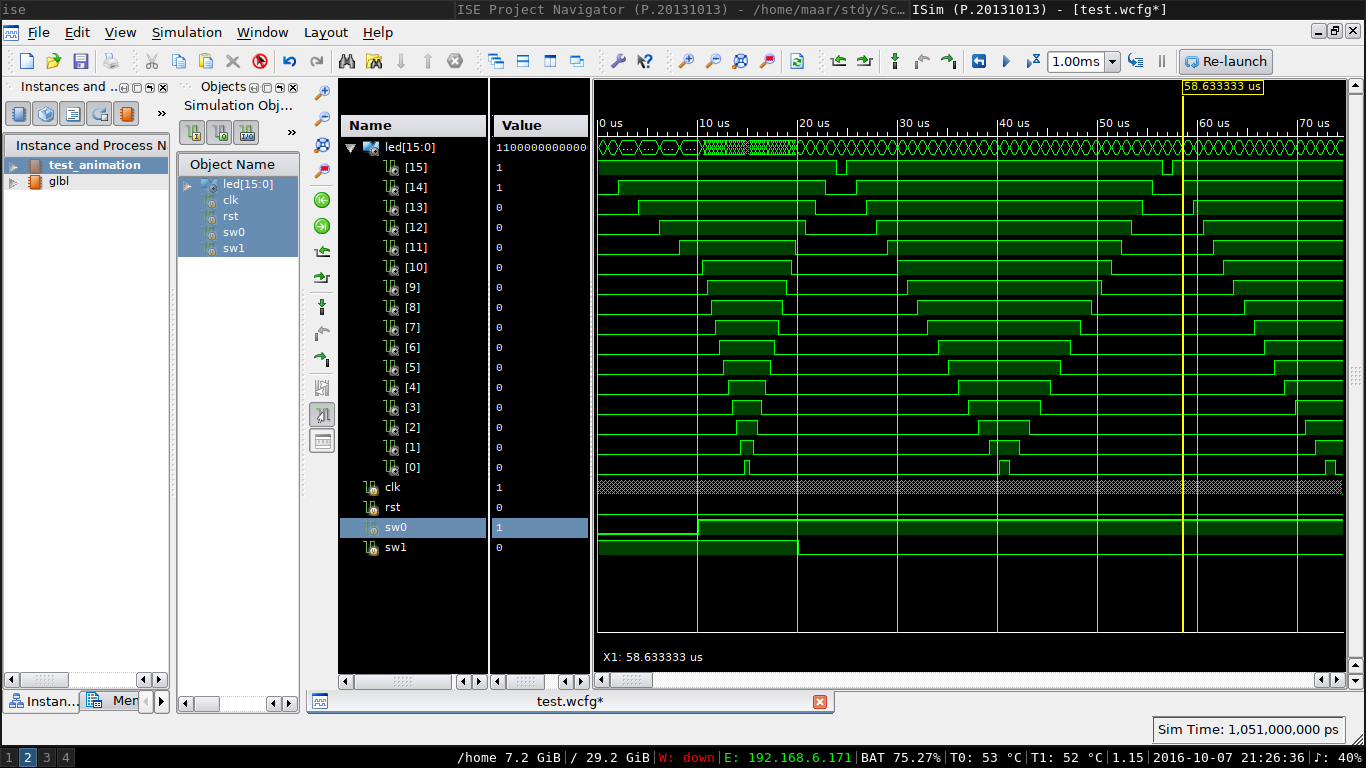 ise
ISE Project Navigator (P.20131013) - /home/maar/stdy/Sc...
ISim (P.20131013) - [test.wcfg*]
File Edit View Simulation Window Layout Help
1.00ms
Re-launch
Instances and ..
Objects
Simulation Obj...
»
»
Instance and Process N
test_animation
glbl
Object Name
led[15:0]
clk
rst
sw0
sw1
Name Value
58.633333 us
0 us 10 us 20 us 30 us 40 us 50 us 60 us 70 us
led[15:0] 1100000000000
... ... ... ...
[15] 1
[14] 1
[13] 0
[12] 0
[11] 0
[10] 0
[9] 0
[8] 0
[7] 0
[6] 0
[5] 0
[4] 0
[3] 0
[2] 0
[1] 0
[0] 0
clk 1
rst 0
sw0 1
sw1 0
X1: 58.633333 us
Instan... Mer
test.wcfg*
Sim Time: 1,051,000,000 ps
1 2 3 4
/home 7.2 GiB | / 29.2 GiB | W: down | E: 192.168.6.171 | BAT 75.27% | T0: 53 °C | T1: 52 °C | 1.15 | 2016-10-07 21:26:36 | ♪: 40%